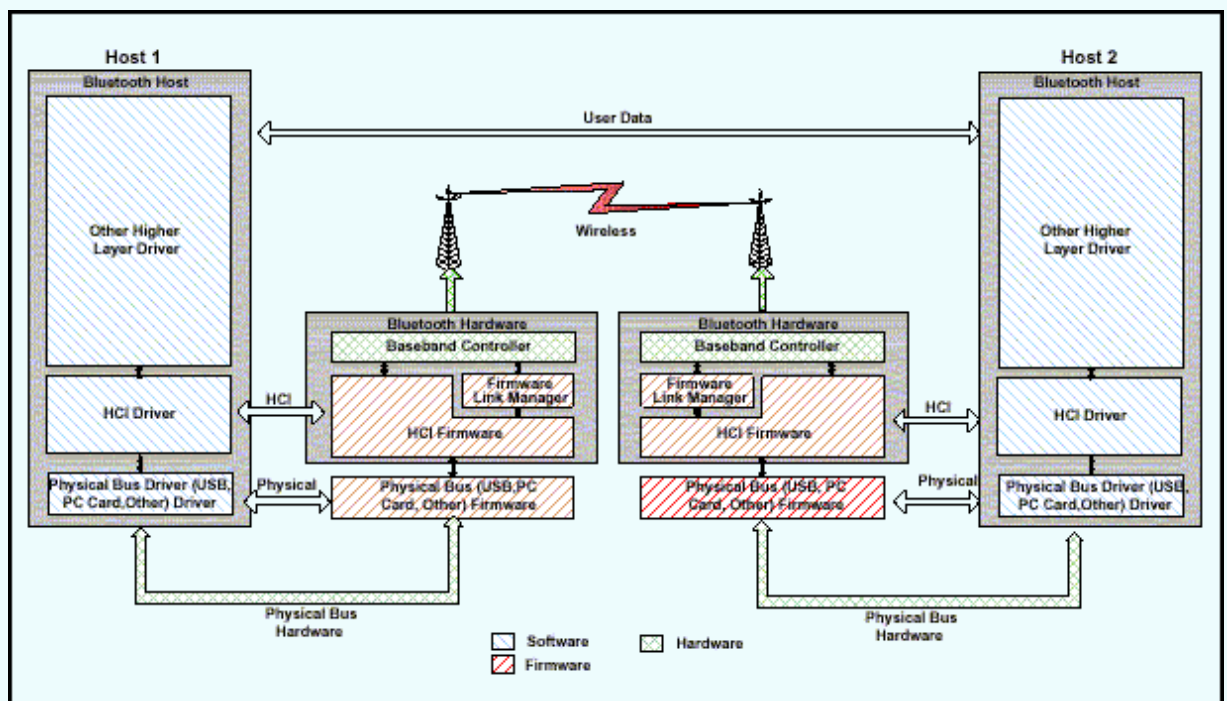 Host 1
Host 2
Bluetooth Host
Bluetooth Host
User Data
Wireless
Other Higher
Layer Driver
Other Higher
Layer Driver
Bluetooth Hardware
Baseband Controller
Bluetooth Hardware
Baseband Controller
Firmware
Link Manager
Firmware
Link Manager
HCI
HCI
HCI Driver
HCI Firmware
HCI Firmware
HCI Driver
Physical Bus Driver (USB,
PC Card,Other) Driver
Physical
Physical Bus (USB,PC
Card, Other) Firmware
Physical Bus (USB, PC
Card, Other) Firmware
Physical
Physical Bus Driver (USB,
PC Card,Other) Driver
Physical Bus
Hardware
Physical Bus
Hardware
Software
Hardware
Firmware